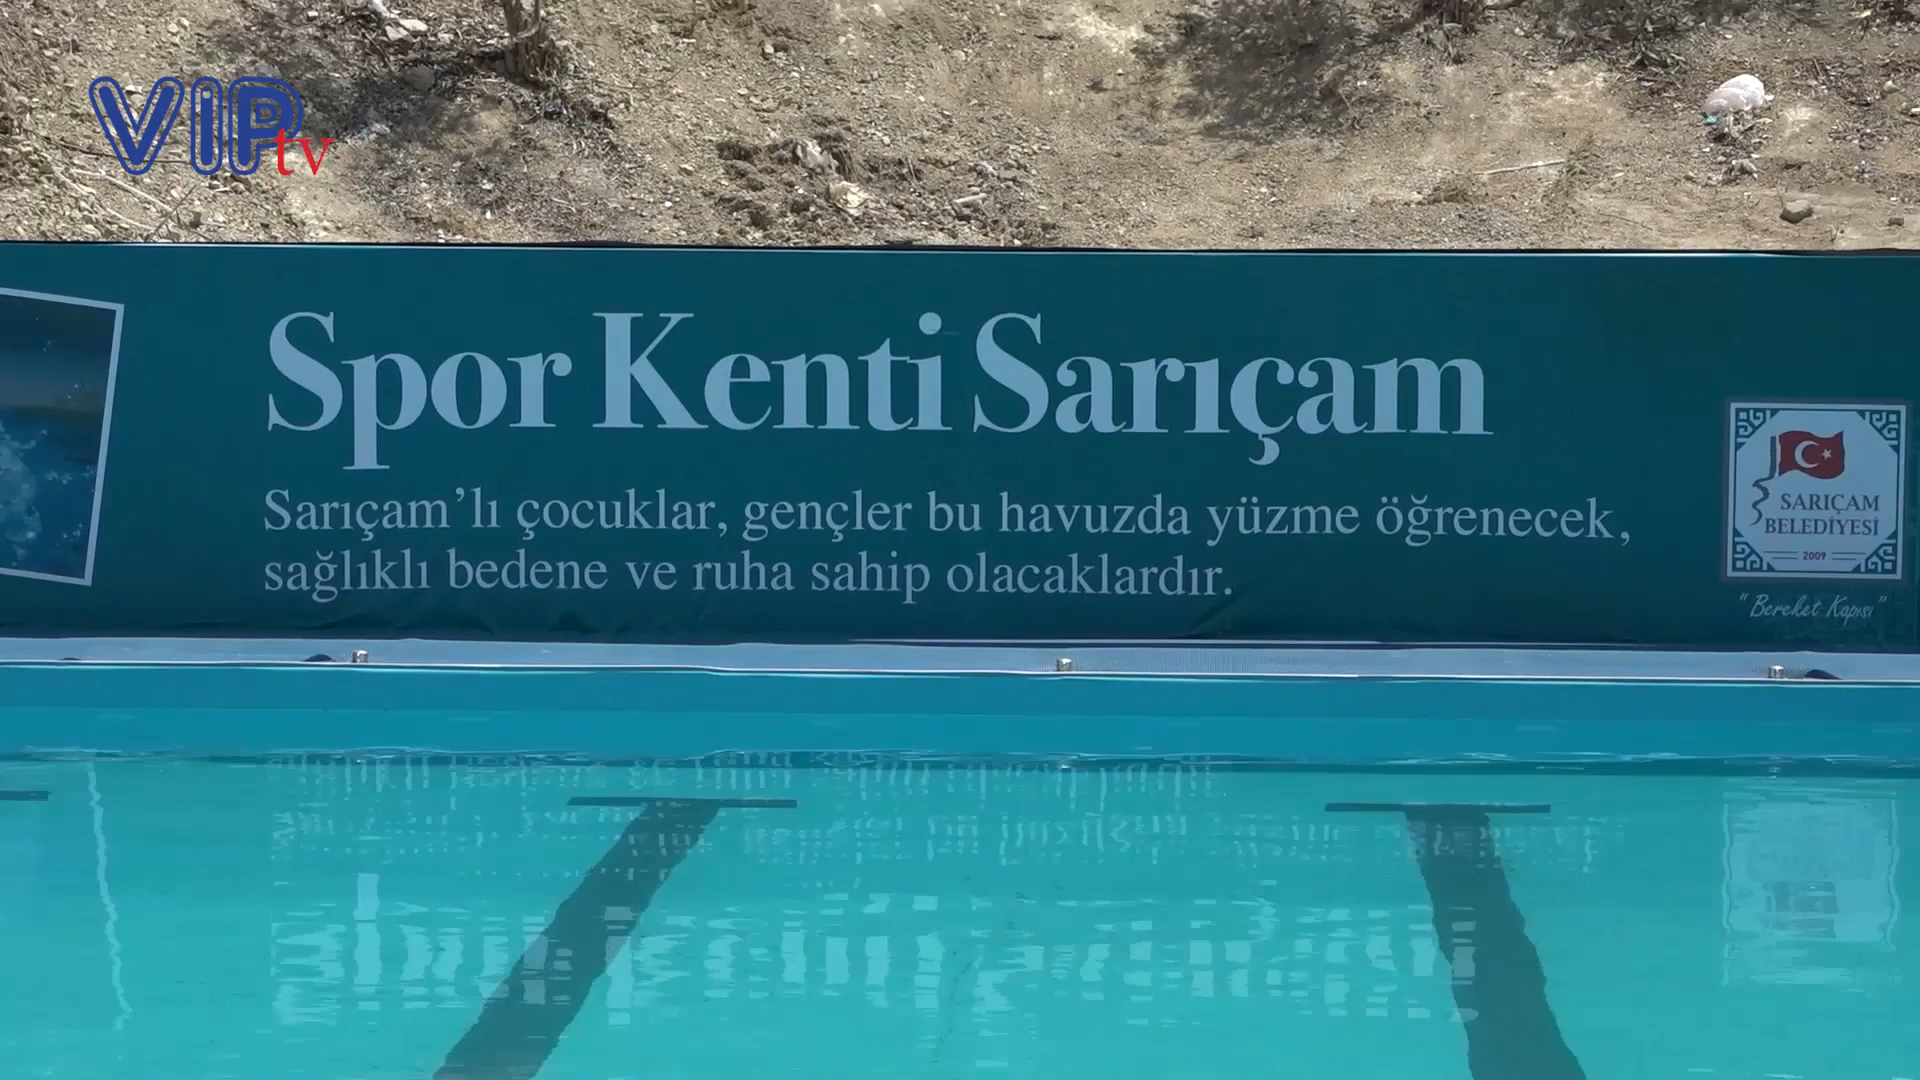 VIP tv
Spor Kenti Sarıçam
Sarıçam’lı çocuklar, gençler bu havuzda yüzme öğrenecek,
sağlıklı bedene ve ruha sahip olacaklardır.
SARIÇAM
BELEDİYESİ
2009
“Bereket Kapısı”